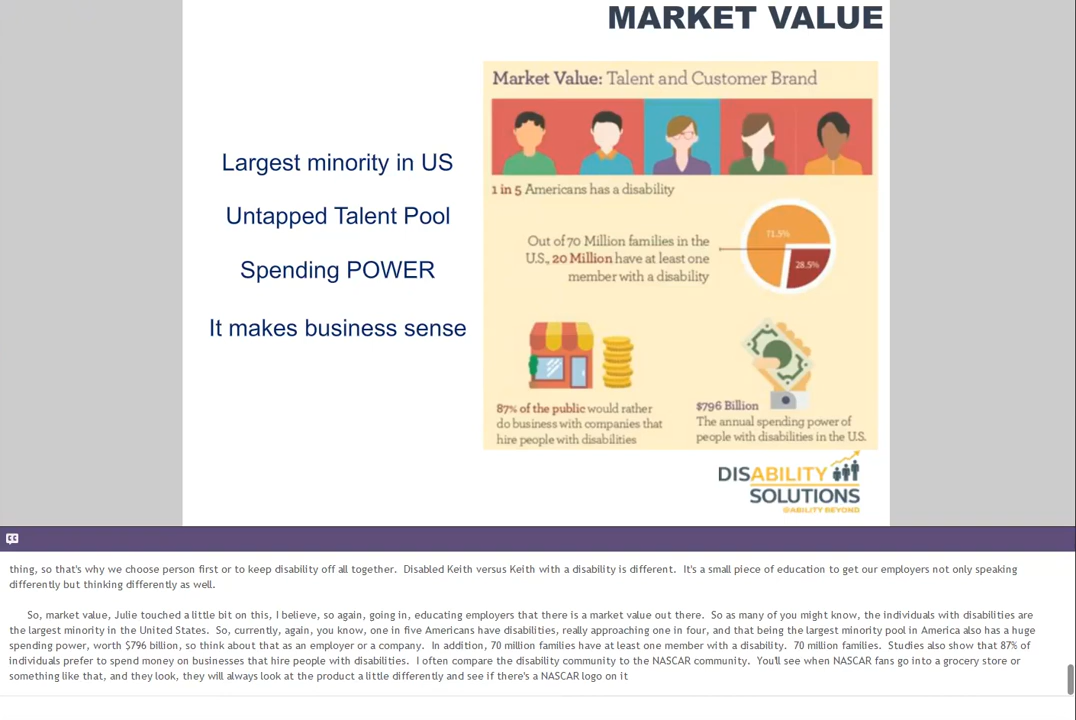 MARKET VALUE
Largest minority in US
Untapped Talent Pool
Spending POWER
It makes business sense
Market Value: Talent and Customer Brand
1 in 5 Americans has a disability
Out of 70 Million families in the
U.S., 20 Million have at least one
member with a disability
71.5%
28.5%
87% of the public would rather
do business with companies that
hire people with disabilities
$796 Billion
The annual spending power of
people with disabilities in the U.S.
DISABILITY
SOLUTIONS
@ABILITY BEYOND
thing, so that's why we choose person first or to keep disability off all together.  Disabled Keith versus Keith with a disability is different.  It's a small piece of education to get our employers not only speaking
differently but thinking differently as well.
So, market value, Julie touched a little bit on this, I believe, so again, going in, educating employers that there is a market value out there.  So as many of you might know, the individuals with disabilities are
the largest minority in the United States.  So, currently, again, you know, one in five Americans have disabilities, really approaching one in four, and that being the largest minority pool in America also has a huge
spending power, worth $796 billion, so think about that as an employer or a company.  In addition, 70 million families have at least one member with a disability.  70 million families.  Studies also show that 87% of
individuals prefer to spend money on businesses that hire people with disabilities.  I often compare the disability community to the NASCAR community.  You'll see when NASCAR fans go into a grocery store or
something like that, and they look, they will always look at the product a little differently and see if there's a NASCAR logo on it